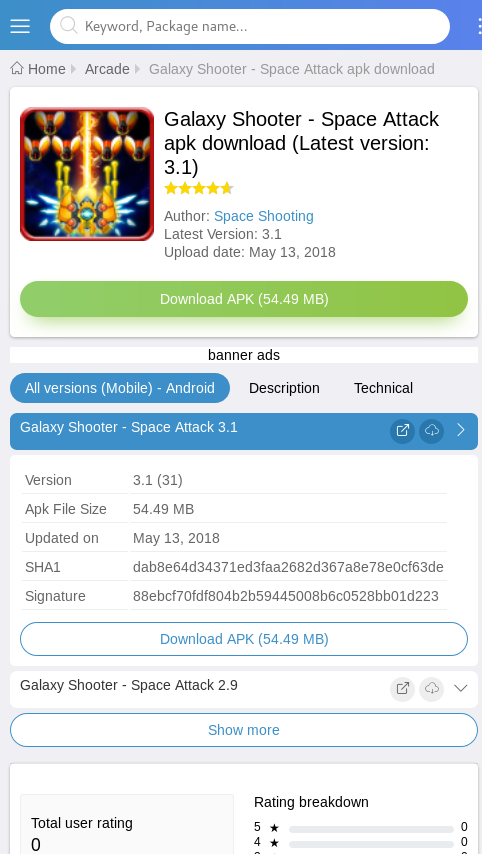 Keyword, Package name...
Home Arcade Galaxy Shooter - Space Attack apk download
Galaxy Shooter - Space Attack
apk download (Latest version:
3.1)
Author: Space Shooting
Latest Version: 3.1
Upload date: May 13, 2018
Download APK (54.49 MB)
banner ads
All versions (Mobile) - Android Description Technical
Galaxy Shooter - Space Attack 3.1
Version 3.1 (31)
Apk File Size 54.49 MB
Updated on May 13, 2018
SHA1 dab8e64d34371ed3faa2682d367a8e78e0cf63de
Signature 88ebcf70fdf804b2b59445008b6c0528bb01d223
Download APK (54.49 MB)
Galaxy Shooter - Space Attack 2.9
Show more
Total user rating
0
Rating breakdown
5 ★ 0
4 ★ 0